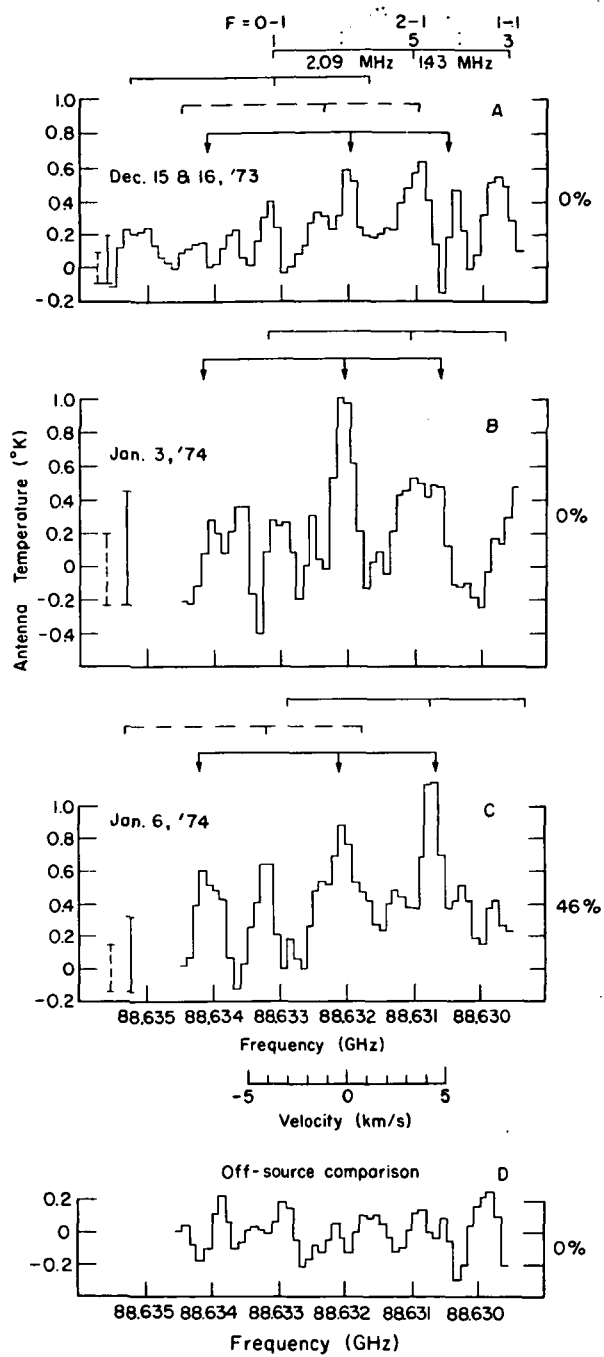 F = 0-1 2-1 1-1
1 5 3
2.09 MHz 1.43 MHz
A
1.0
0.8
Dec. 15 & 16, '73
0.6
0.4
0.2
0
-0.2
0%
B
1.0
Jan. 3, '74
0.8
0.6
0.4
0.2
0
-0.2
-0.4
0%
Antenna Temperature (°K)
C
Jan. 6, '74
1.0
0.8
0.6
0.4
0.2
0
-0.2
46%
88.635 88.634 88.633 88.632 88.631 88.630
Frequency (GHz)
-5 0 5
Velocity (km/s)
Off-source comparison D
0.2
0
-0.2
0%
88.635 88.634 88.633 88.632 88.631 88.630
Frequency (GHz)